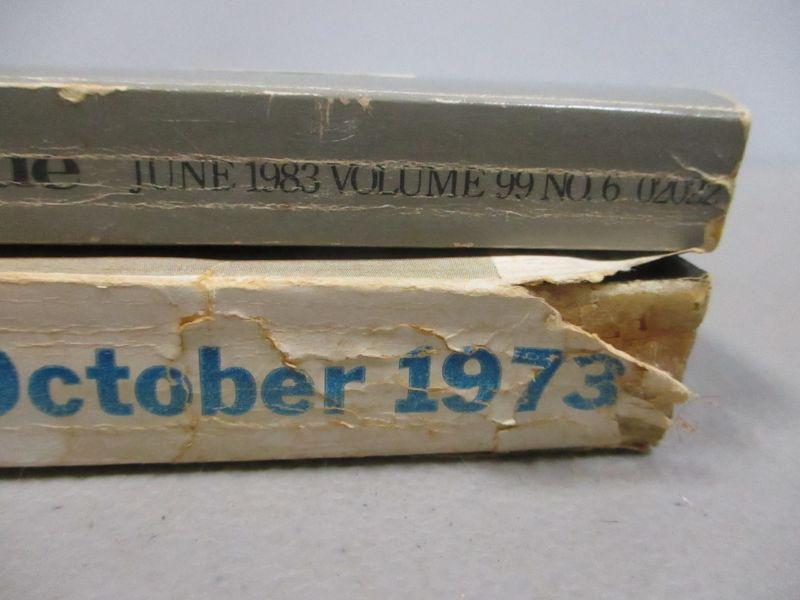 JUNE 1983 VOLUME 99 NO. 6 02022
October 1973